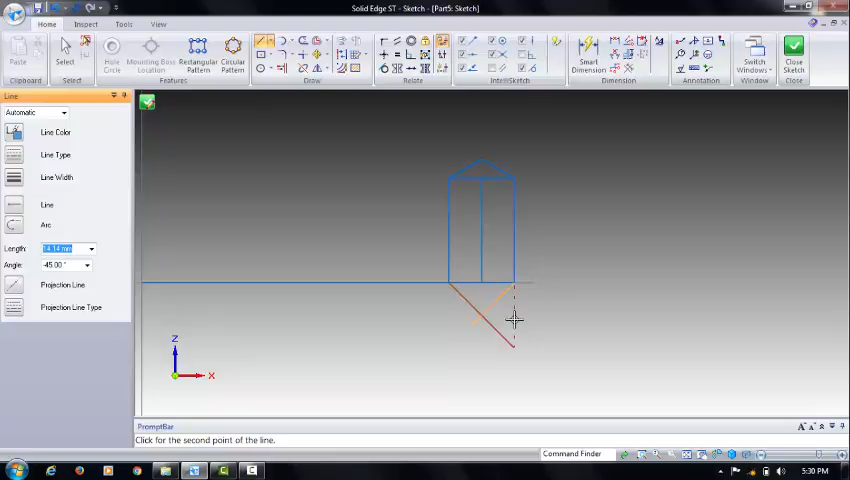 Solid Edge ST - Sketch - [Part5: Sketch]
Home Inspect Tools View
Paste
Select
Hole Circle
Mounting Boss Location
Rectangular Pattern
Circular Pattern
Smart Dimension
Switch Windows
Close Sketch
Clipboard Select Features Draw Relate IntelliSketch Dimension Annotation Window Close
Line
Automatic
Line Color
Line Type
Line Width
Line
Arc
Length: 14.14 mm
Angle: -45.00 °
Projection Line
Projection Line Type
Z
X
PromptBar
Click for the second point of the line.
Command Finder
5:30 PM